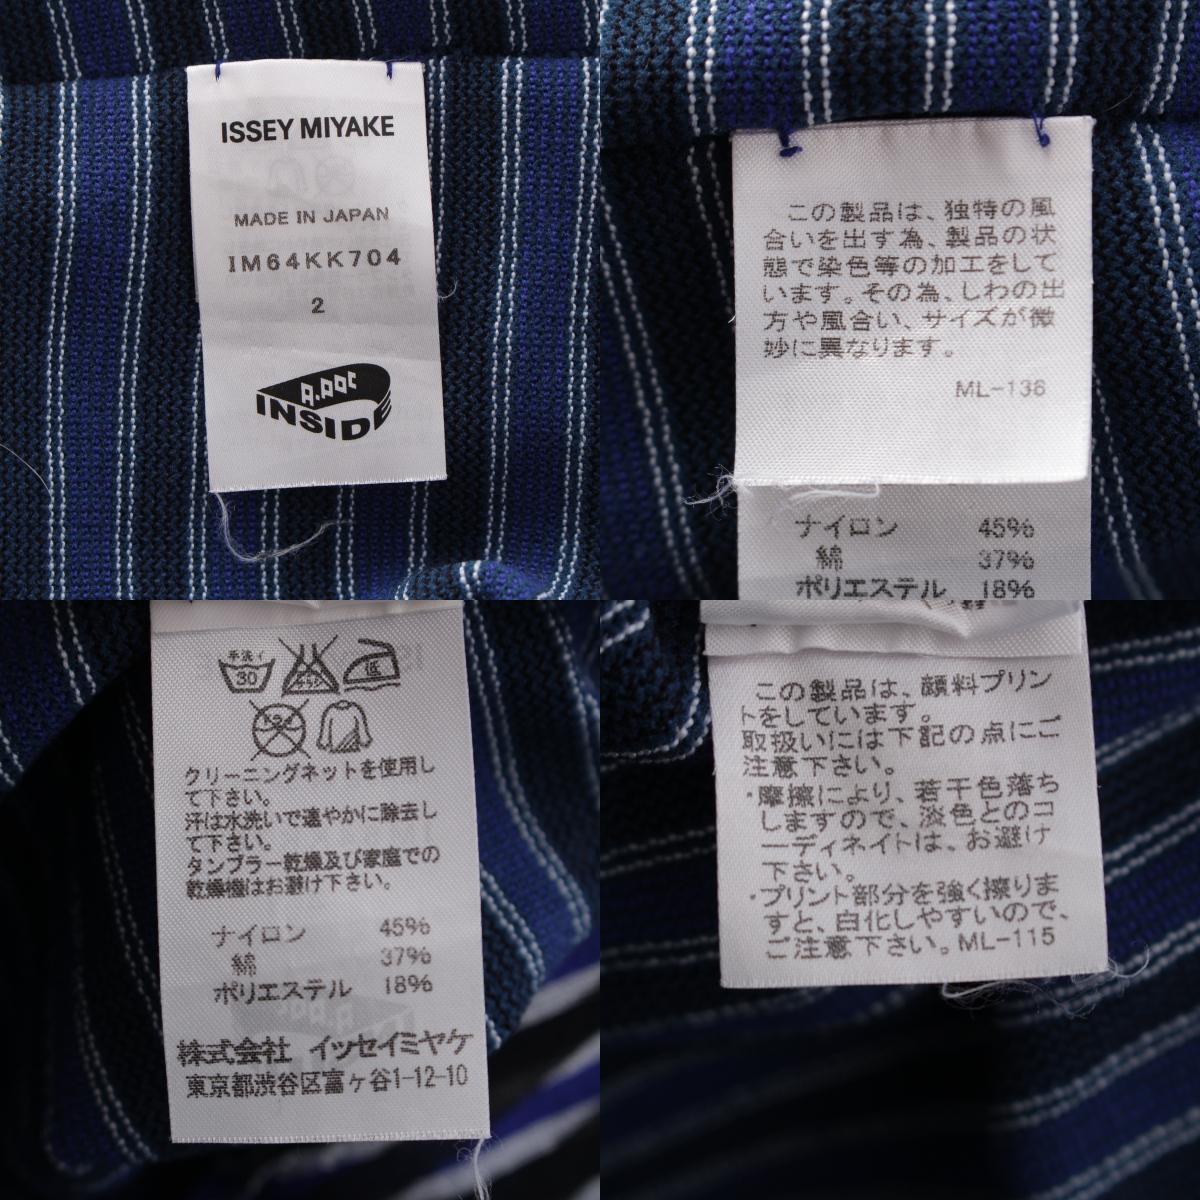 ISSEY MIYAKE
MADE IN JAPAN
IM64KK704
2
A.POC
INSIDE
この製品は、独特の風
合いを出す為、製品の状
態で染色等の加工をして
います。その為、しわの出
方や風合い、サイズが微
妙に異なります。
ML-136
ナイロン 45%
綿 37%
ポリエステル 18%
手洗イ
30
低
クリーニングネットを使用し
て下さい。
汗は水洗いで速やかに除去し
て下さい。
タンブラー乾燥及び家庭での
乾燥機はお避け下さい。
ナイロン 45%
綿 37%
ポリエステル 18%
株式会社 イッセイミヤケ
東京都渋谷区富ヶ谷1-12-10
この製品は、顔料プリン
トをしています。
取扱いには下記の点にご
注意下さい。
・摩擦により、若干色落ち
しますので、淡色とのコ
ーディネイトは、お避け
下さい。
・プリント部分を強く擦りま
すと、白化しやすいので、
ご注意下さい。ML-115